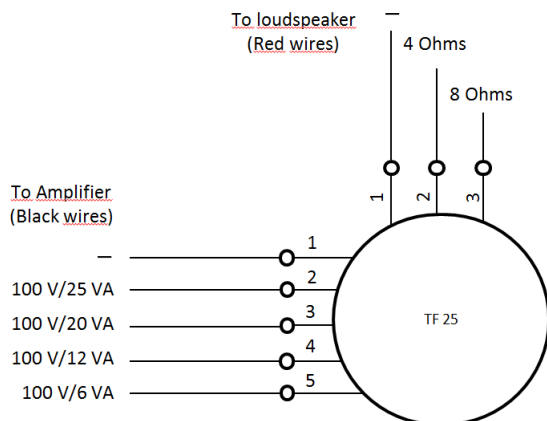 To loudspeaker
(Red wires)
–
4 Ohms
8 Ohms
1
2
3
To Amplifier
(Black wires)
– 1
100 V/25 VA 2
100 V/20 VA 3
100 V/12 VA 4
100 V/6 VA 5
TF 25